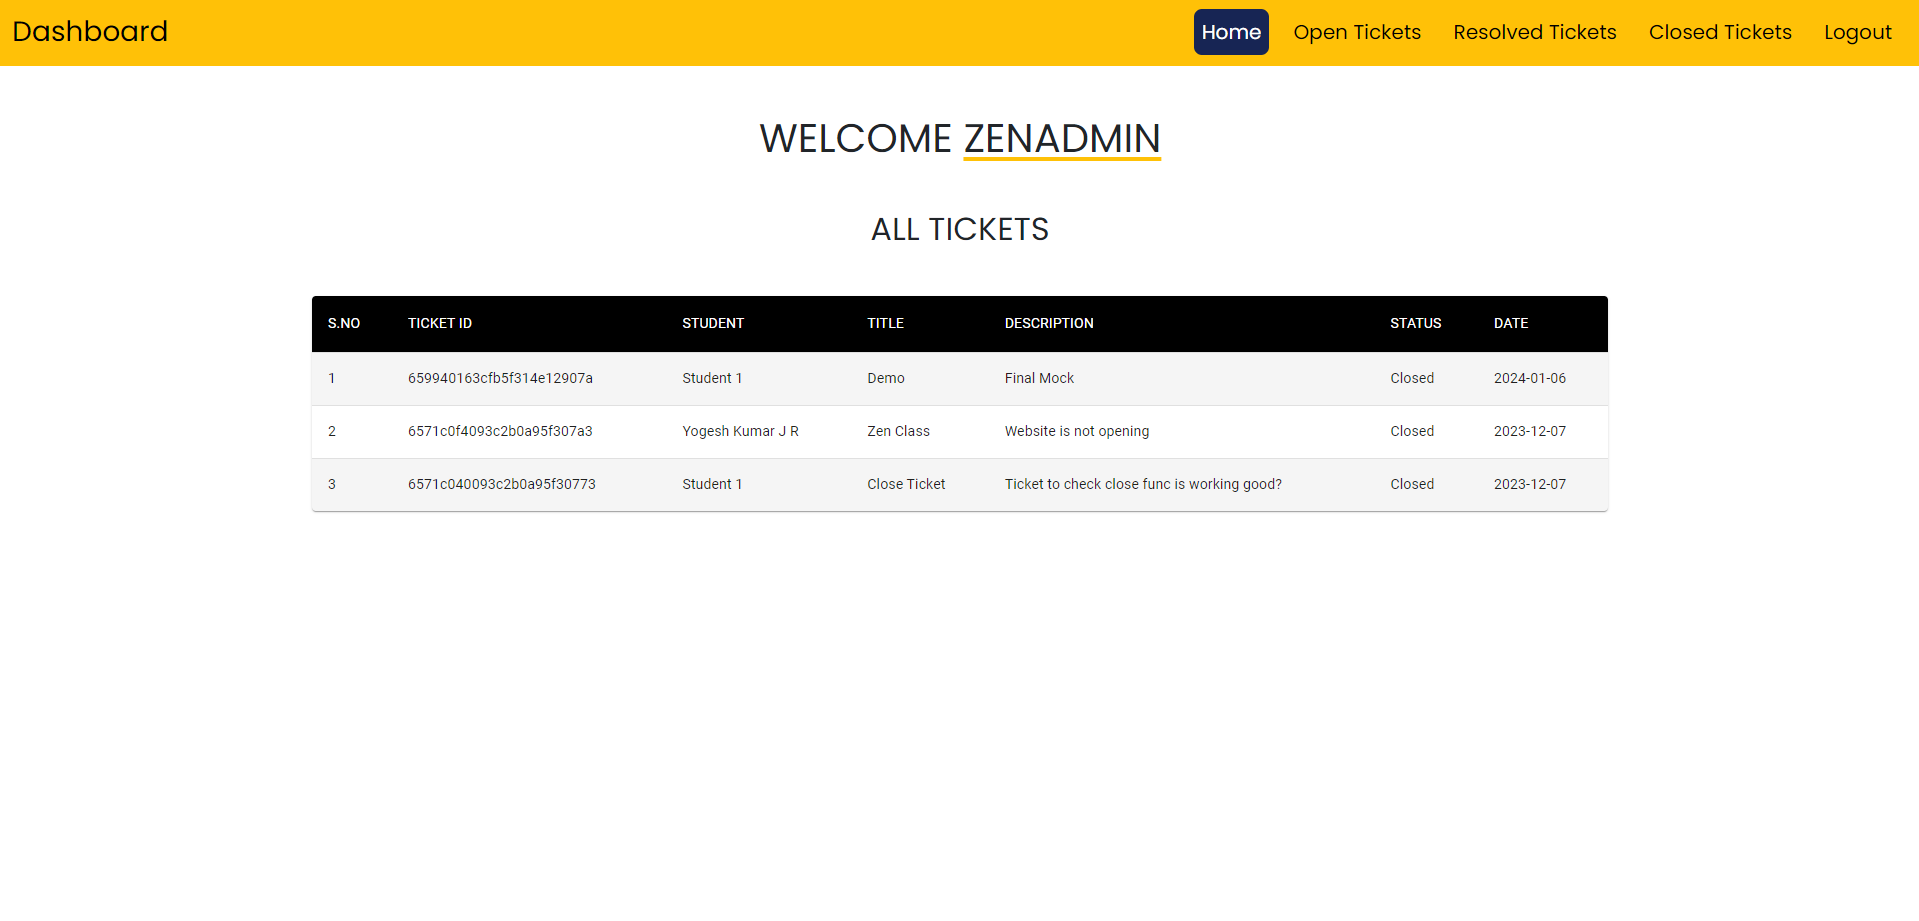 Dashboard Home Open Tickets Resolved Tickets Closed Tickets Logout
WELCOME ZENADMIN
ALL TICKETS
S.NO TICKET ID STUDENT TITLE DESCRIPTION STATUS DATE
1 659940163cfb5f314e12907a Student 1 Demo Final Mock Closed 2024-01-06
2 6571c0f4093c2b0a95f307a3 Yogesh Kumar J R Zen Class Website is not opening Closed 2023-12-07
3 6571c040093c2b0a95f30773 Student 1 Close Ticket Ticket to check close func is working good? Closed 2023-12-07